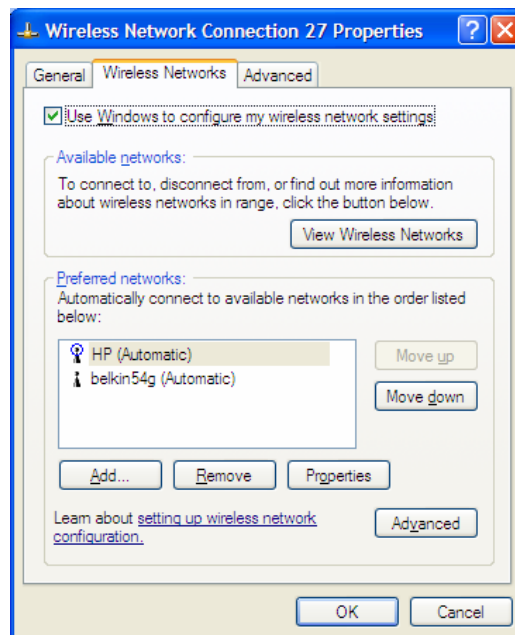 Wireless Network Connection 27 Properties
General
Wireless Networks
Advanced
Use Windows to configure my wireless network settings
Available networks:
To connect to, disconnect from, or find out more information
about wireless networks in range, click the button below.
View Wireless Networks
Preferred networks:
Automatically connect to available networks in the order listed
below:
HP (Automatic)
Move up
belkin54g (Automatic)
Move down
Add...
Remove
Properties
Learn about setting up wireless network
configuration.
Advanced
OK
Cancel